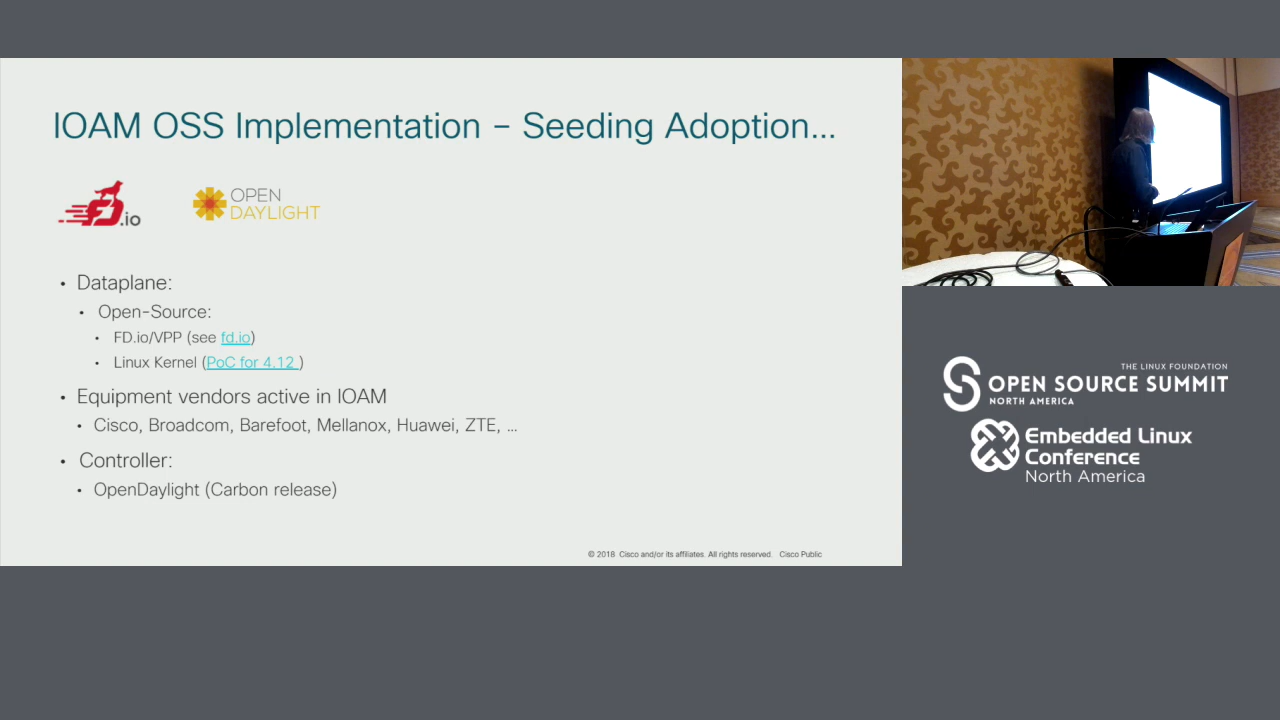 IOAM OSS Implementation – Seeding Adoption...
FD.io
OPEN
DAYLIGHT
• Dataplane:
• Open-Source:
• FD.io/VPP (see fd.io)
• Linux Kernel (PoC for 4.12 )
• Equipment vendors active in IOAM
• Cisco, Broadcom, Barefoot, Mellanox, Huawei, ZTE, ...
• Controller:
• OpenDaylight (Carbon release)
© 2018 Cisco and/or its affiliates. All rights reserved. Cisco Public
THE LINUX FOUNDATION
OPEN SOURCE SUMMIT
NORTH AMERICA
Embedded Linux
Conference
North America